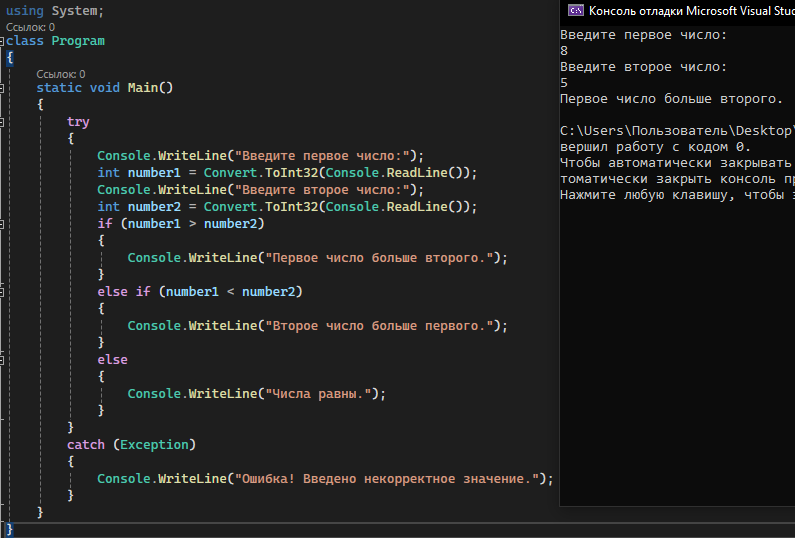 using System;
Ссылок: 0
class Program
{
Ссылок: 0
static void Main()
{
try
{
Console.WriteLine("Введите первое число:");
int number1 = Convert.ToInt32(Console.ReadLine());
Console.WriteLine("Введите второе число:");
int number2 = Convert.ToInt32(Console.ReadLine());
if (number1 > number2)
{
Console.WriteLine("Первое число больше второго.");
}
else if (number1 < number2)
{
Console.WriteLine("Второе число больше первого.");
}
else
{
Console.WriteLine("Числа равны.");
}
}
catch (Exception)
{
Console.WriteLine("Ошибка! Введено некорректное значение.");
}
}
}
Консоль отладки Microsoft Visual Stud
Введите первое число:
8
Введите второе число:
5
Первое число больше второго.
C:\Users\Пользователь\Desktop\
вершил работу с кодом 0.
Чтобы автоматически закрывать
томатически закрыть консоль пр
Нажмите любую клавишу, чтобы